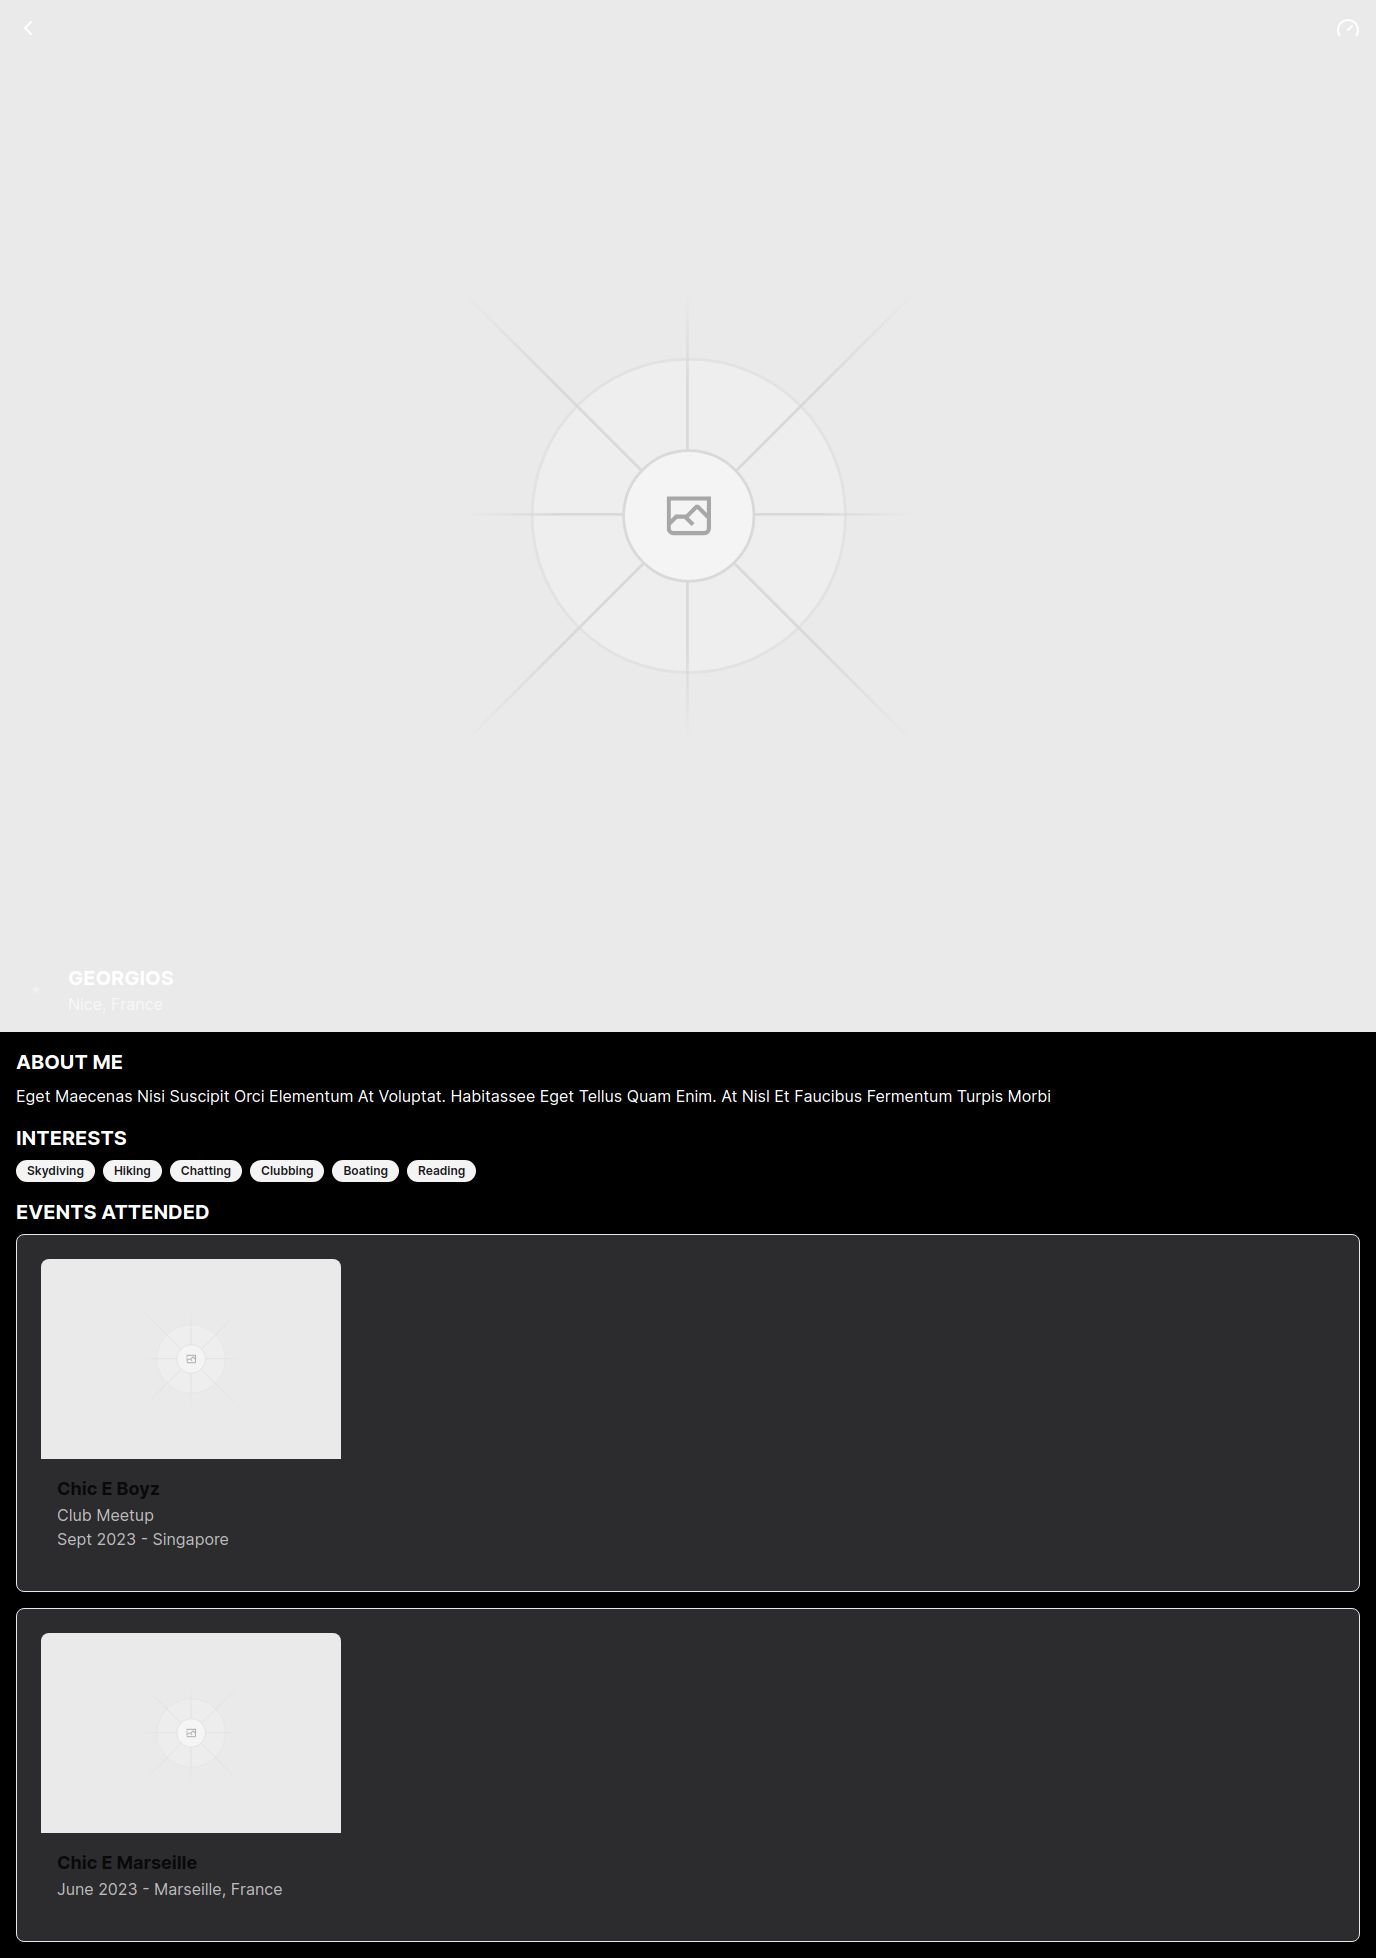 GEORGIOS
Nice, France
ABOUT ME
Eget Maecenas Nisi Suscipit Orci Elementum At Voluptat. Habitassee Eget Tellus Quam Enim. At Nisl Et Faucibus Fermentum Turpis Morbi
INTERESTS
Skydiving Hiking Chatting Clubbing Boating Reading
EVENTS ATTENDED
Chic E Boyz
Club Meetup
Sept 2023 - Singapore
Chic E Marseille
June 2023 - Marseille, France